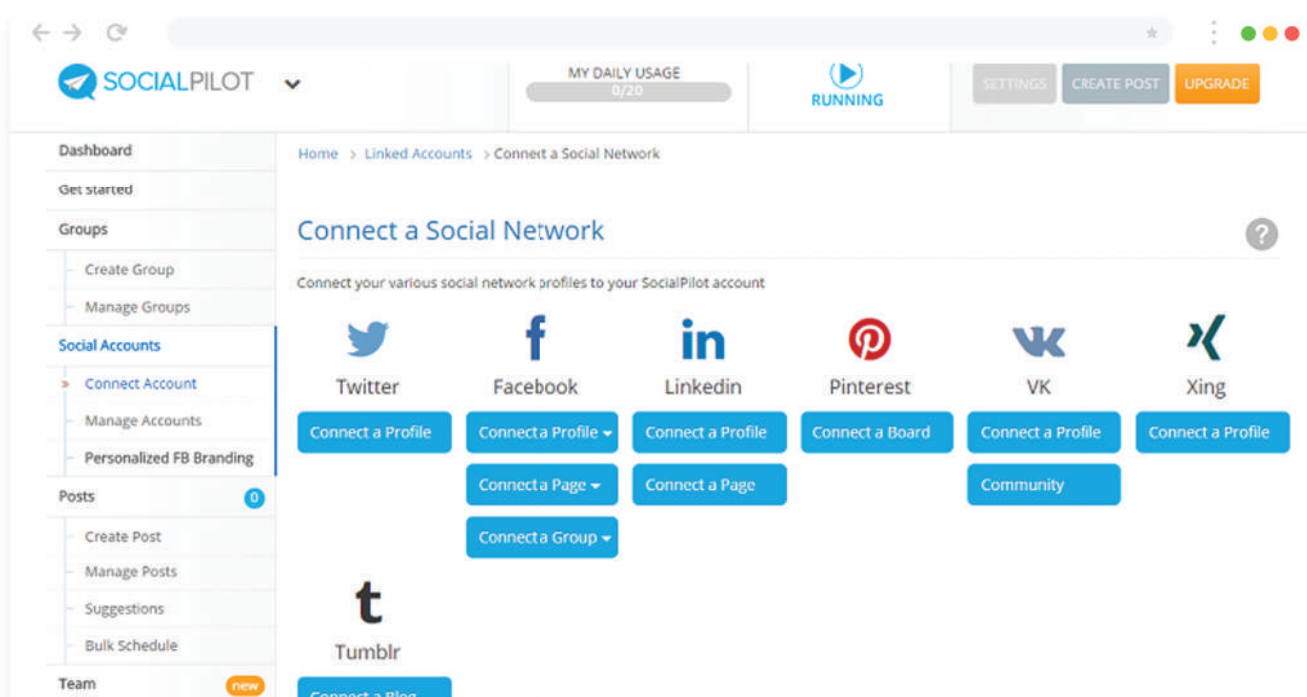 SOCIALPILOT
MY DAILY USAGE
0/20
RUNNING
SETTINGS
CREATE POST
UPGRADE
Dashboard
Get started
Groups
Create Group
Manage Groups
Social Accounts
Connect Account
Manage Accounts
Personalized FB Branding
Posts 0
Create Post
Manage Posts
Suggestions
Bulk Schedule
Team new
Home > Linked Accounts > Connect a Social Network
Connect a Social Network
?
Connect your various social network profiles to your SocialPilot account
Twitter
Connect a Profile
Facebook
Connect a Profile
Connect a Page
Connect a Group
Linkedin
Connect a Profile
Connect a Page
Pinterest
Connect a Board
VK
Connect a Profile
Community
Xing
Connect a Profile
Tumblr
Connect a Blog